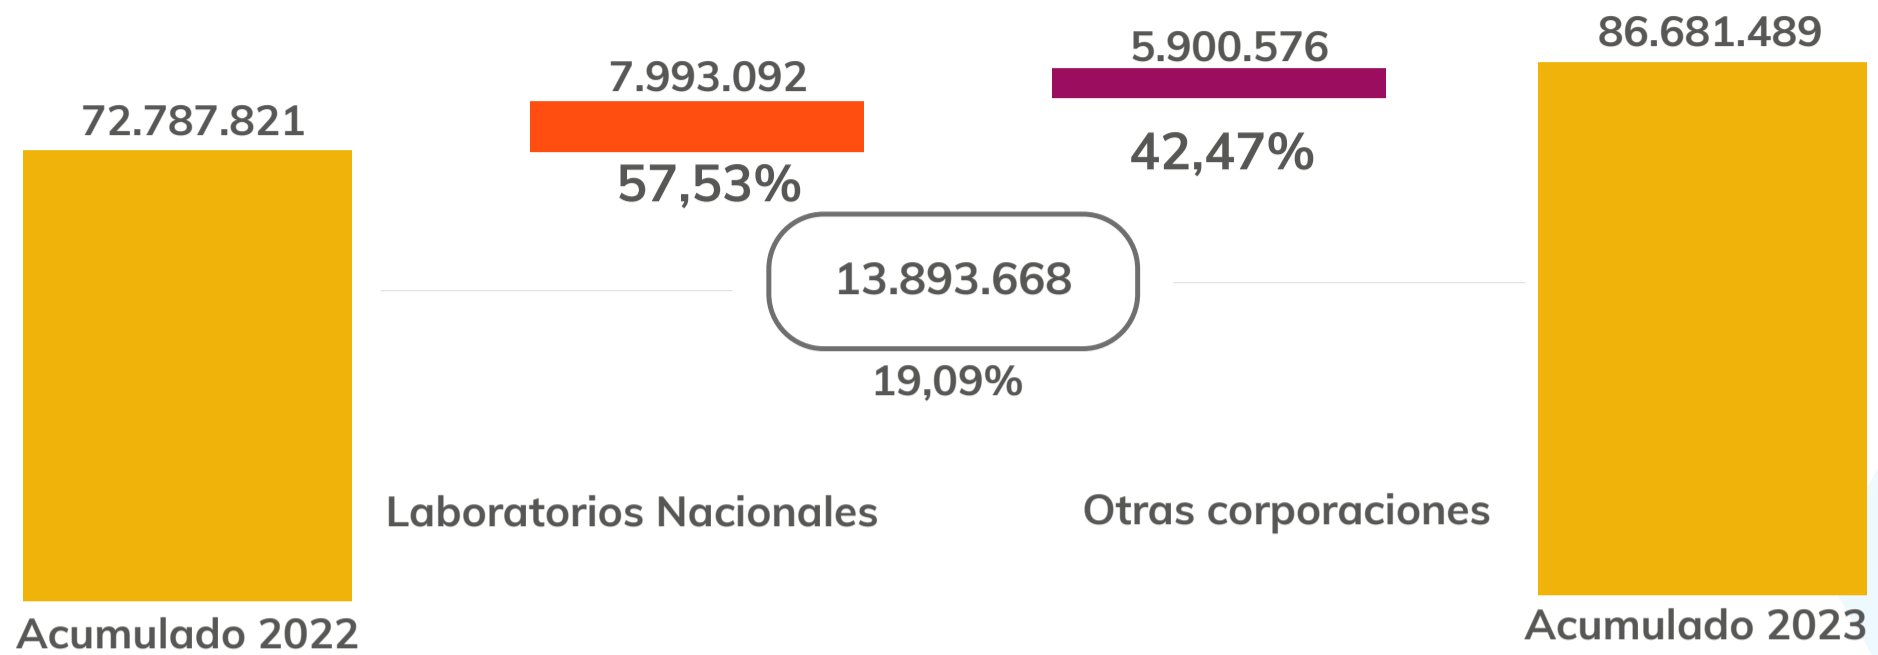 72.787.821
7.993.092
57,53%
5.900.576
42,47%
86.681.489
13.893.668
19,09%
Laboratorios Nacionales
Otras corporaciones
Acumulado 2022
Acumulado 2023